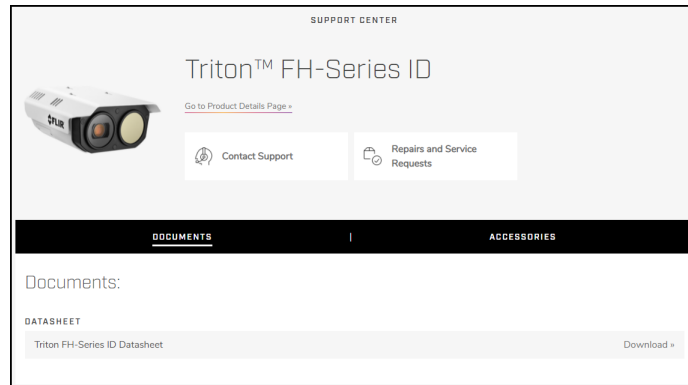 SUPPORT CENTER
Triton™ FH-Series ID
Go to Product Details Page »
$FLIR
Contact Support
Repairs and Service
Requests
DOCUMENTS | ACCESSORIES
Documents:
DATASHEET
Triton FH-Series ID Datasheet Download »